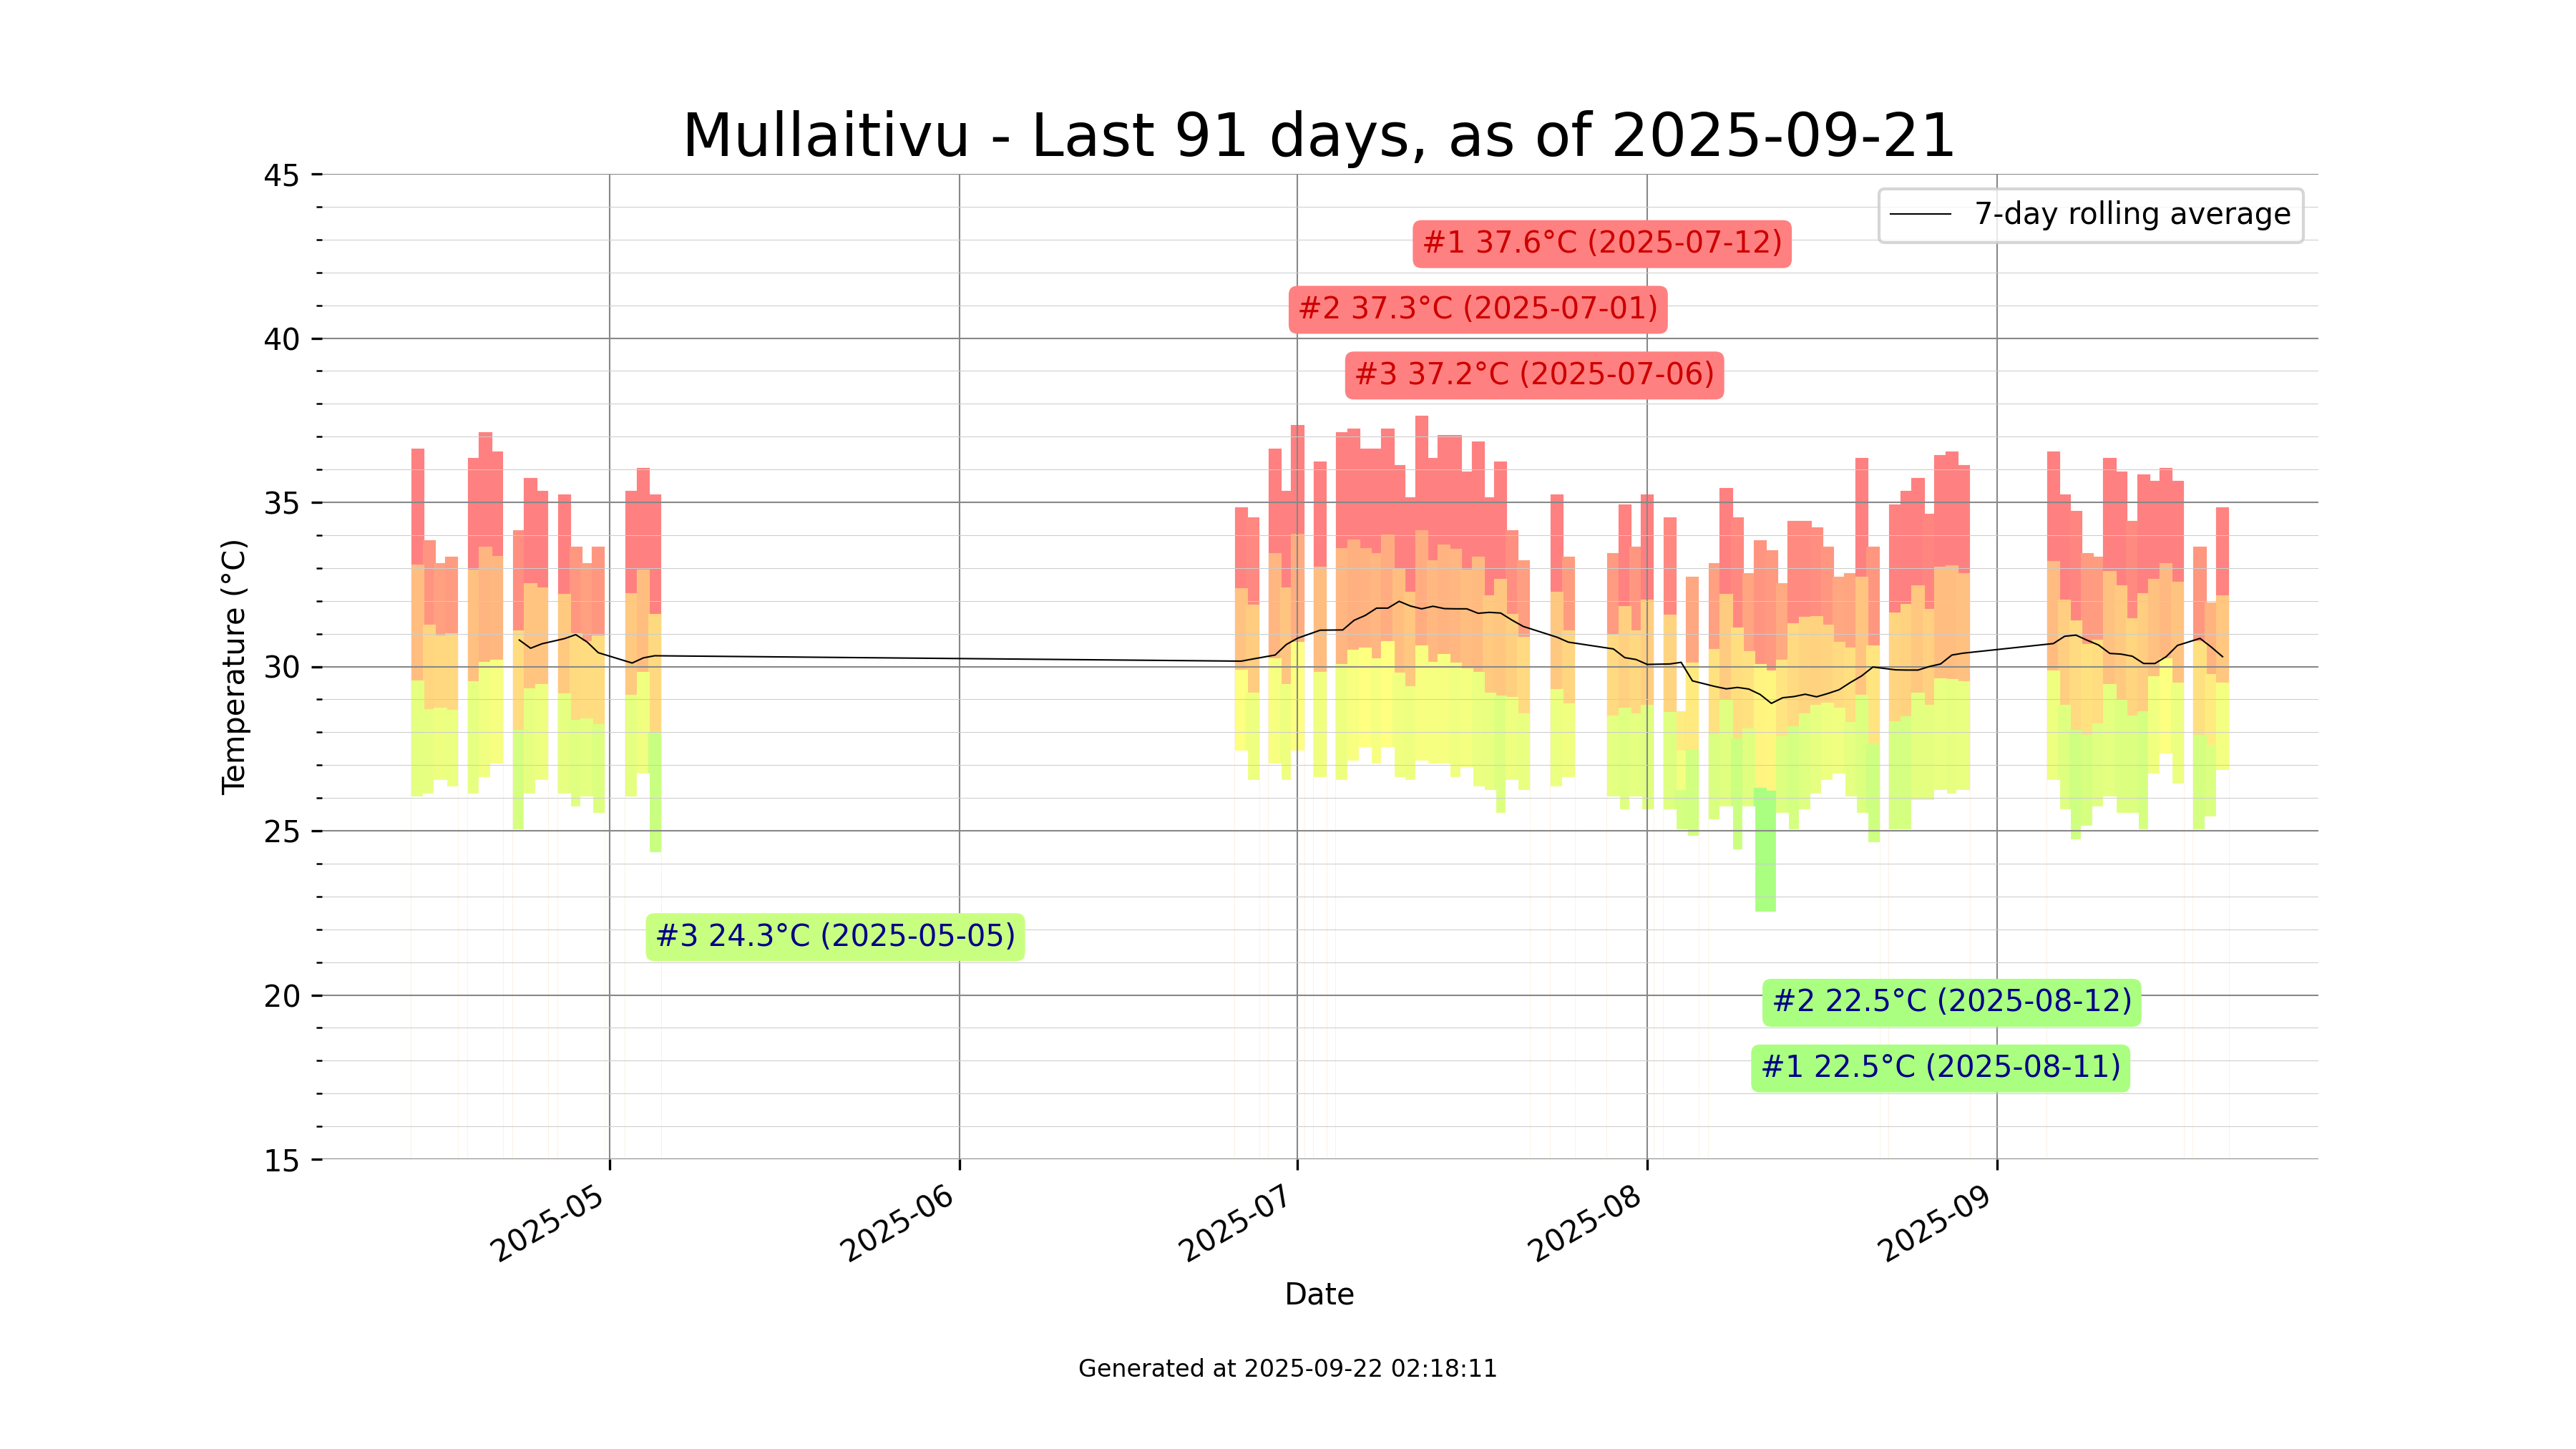 Mullaitivu - Last 91 days, as of 2025-09-21
45
7-day rolling average
#1 37.6°C (2025-07-12)
#2 37.3°C (2025-07-01)
40
#3 37.2°C (2025-07-06)
35
30
Temperature (°C)
25
#3 24.3°C (2025-05-05)
20
#2 22.5°C (2025-08-12)
#1 22.5°C (2025-08-11)
15
2025-05
2025-06
2025-07
2025-08
2025-09
Date
Generated at 2025-09-22 02:18:11